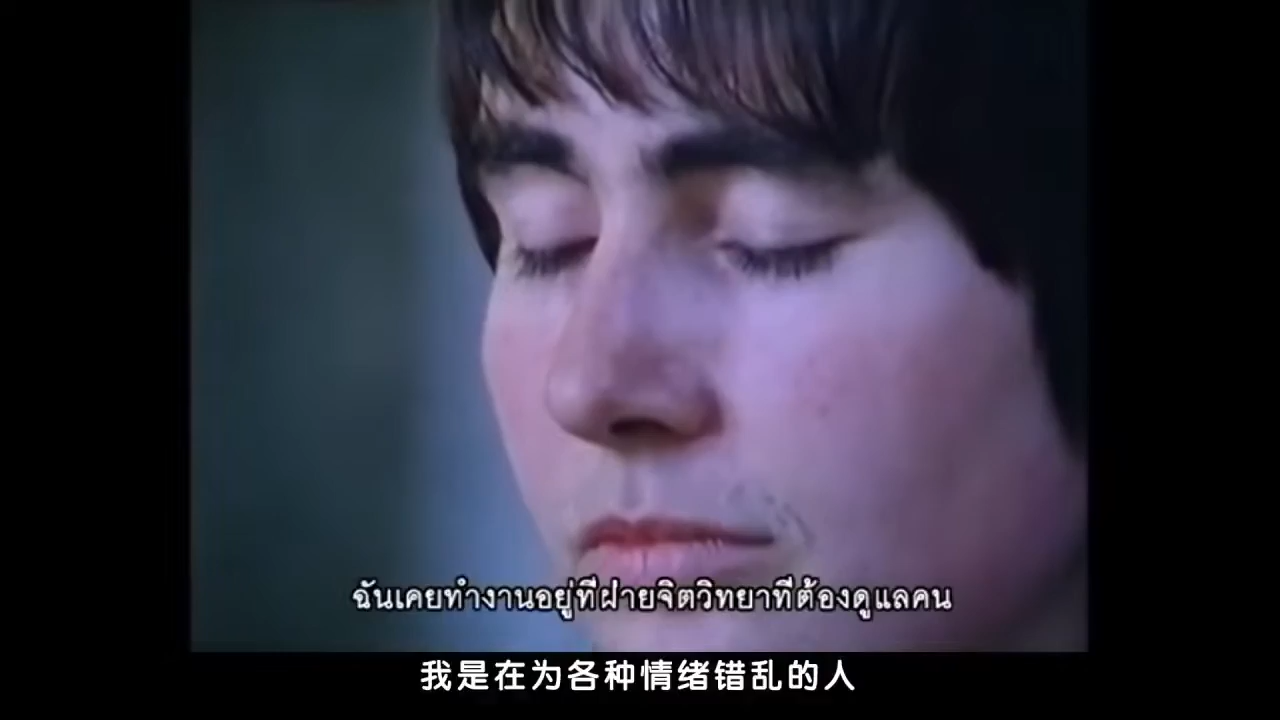 ฉันเคยทำงานอยู่ที่ฝ่ายจิตวิทยาที่ต้องดูแลคน
我是在为各种情绪错乱的人